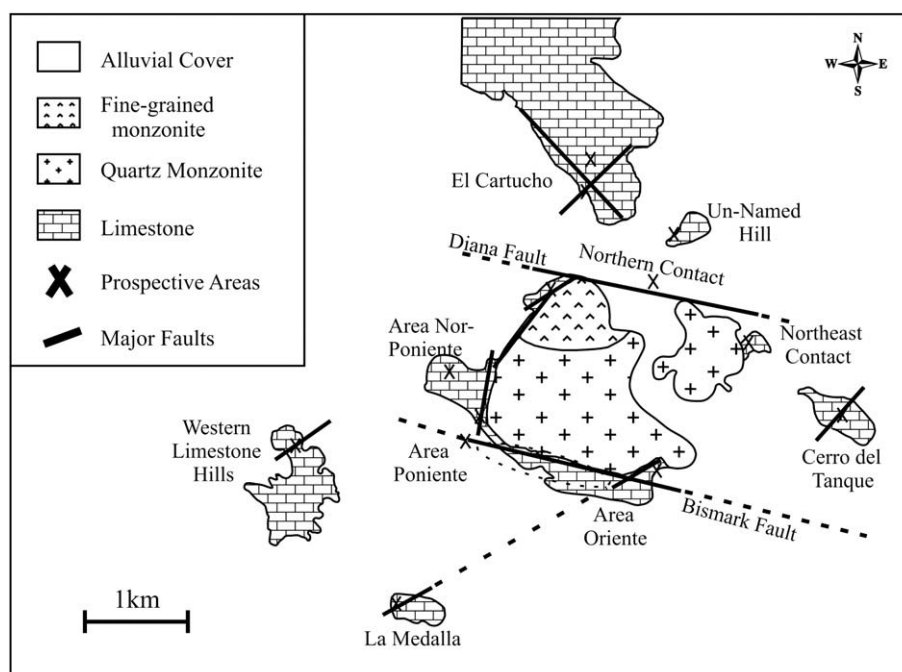 Alluvial Cover
Fine-grained
monzonite
Quartz Monzonite
Limestone
Prospective Areas
Major Faults
N
W E
S
El Cartucho
Un-Named
Hill
Diana Fault
Northern Contact
Area Nor-
Poniente
Northeast
Contact
Western
Limestone
Hills
Area
Poniente
Cerro del
Tanque
Area
Oriente
Bismark Fault
1km
La Medalla